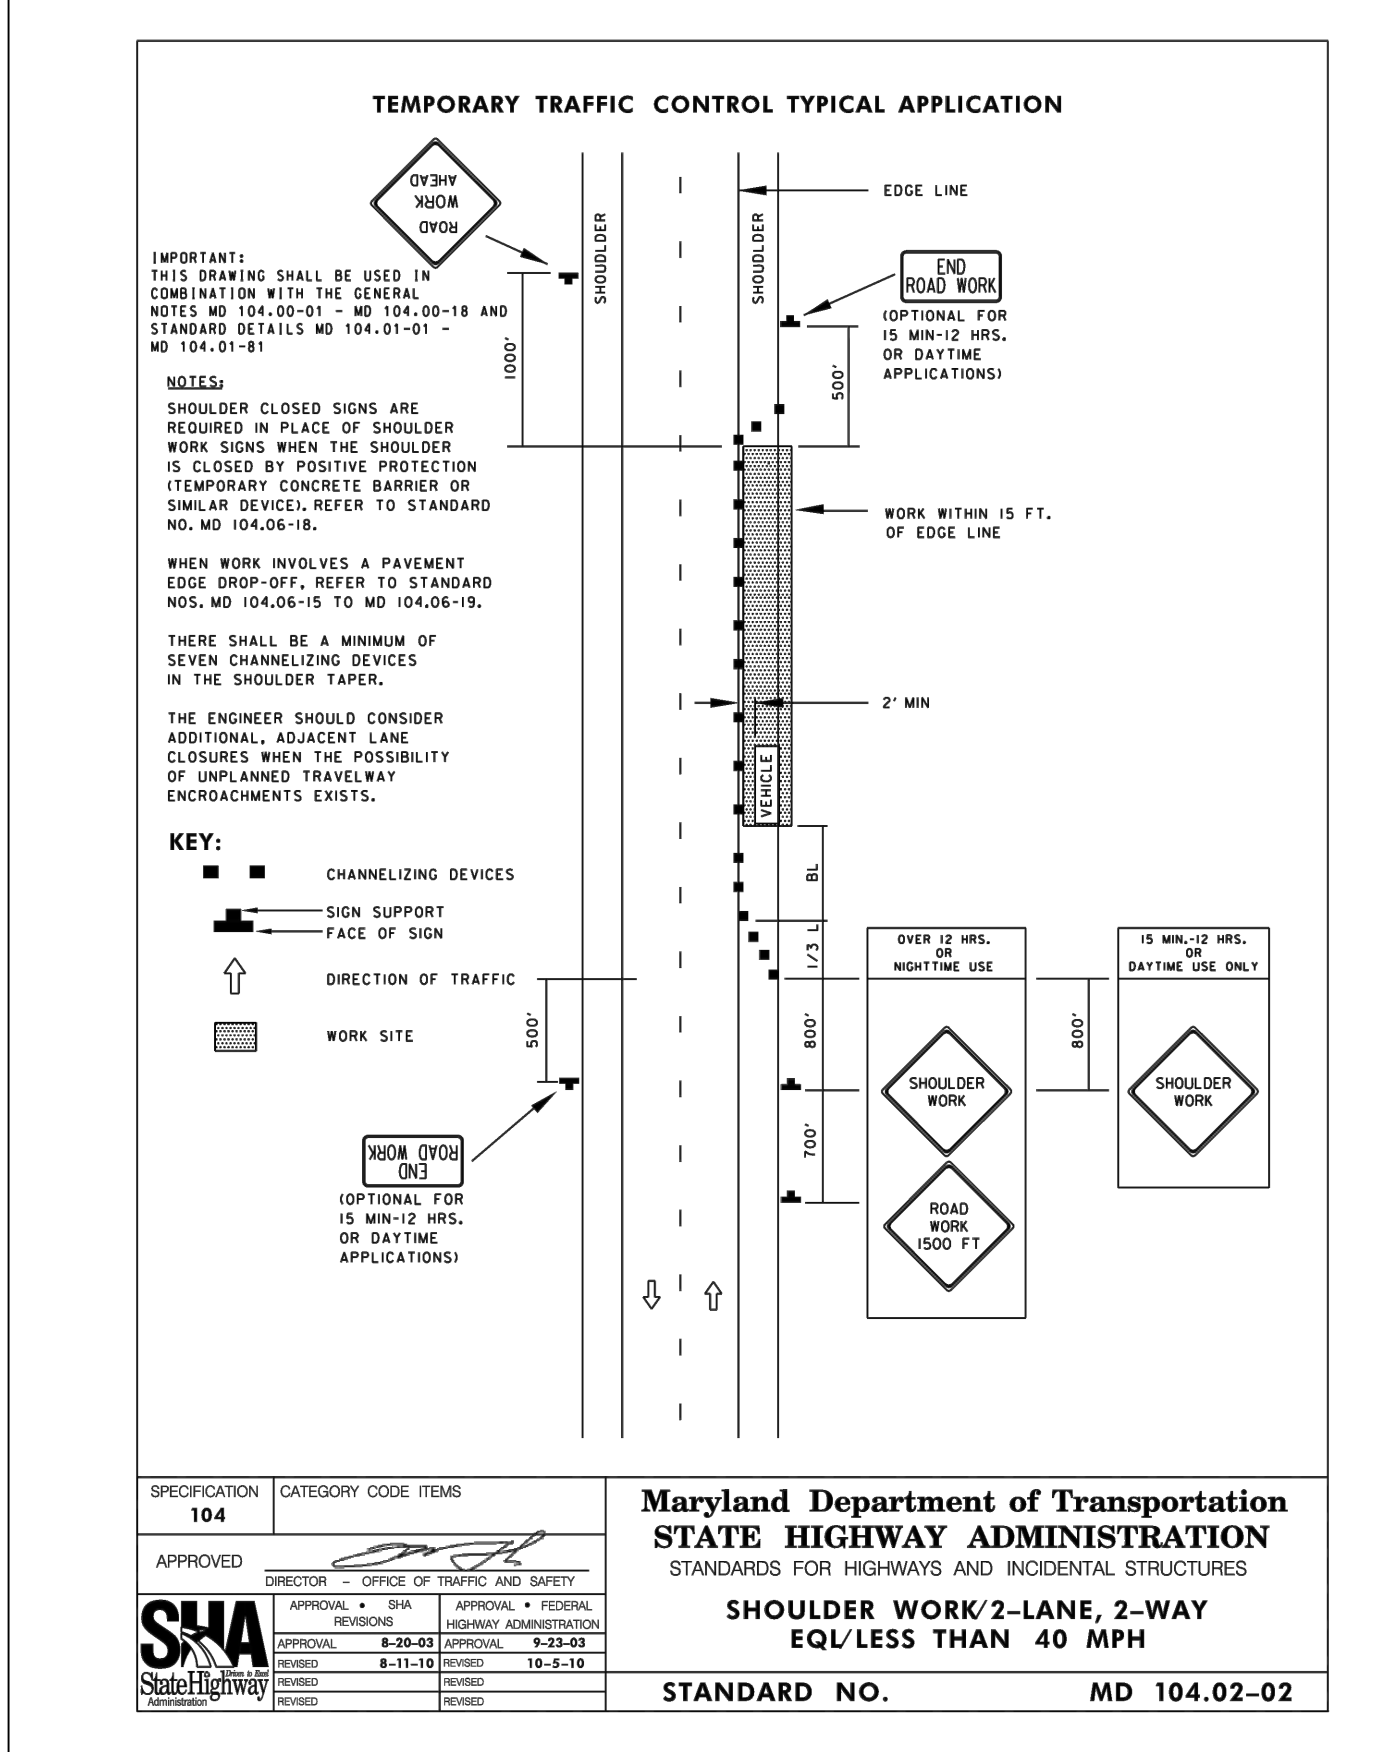 TEMPORARY TRAFFIC CONTROL TYPICAL APPLICATION
ROAD
WORK
AHEAD
IMPORTANT:
THIS DRAWING SHALL BE USED IN
COMBINATION WITH THE GENERAL
NOTES MD 104.00-01 - MD 104.00-18 AND
STANDARD DETAILS MD 104.01-01 -
MD 104.01-81
NOTES:
SHOULDER CLOSED SIGNS ARE
REQUIRED IN PLACE OF SHOULDER
WORK SIGNS WHEN THE SHOULDER
IS CLOSED BY POSITIVE PROTECTION
(TEMPORARY CONCRETE BARRIER OR
SIMILAR DEVICE). REFER TO STANDARD
NO. MD 104.06-18.
WHEN WORK INVOLVES A PAVEMENT
EDGE DROP-OFF, REFER TO STANDARD
NOS. MD 104.06-15 TO MD 104.06-19.
THERE SHALL BE A MINIMUM OF
SEVEN CHANNELIZING DEVICES
IN THE SHOULDER TAPER.
THE ENGINEER SHOULD CONSIDER
ADDITIONAL, ADJACENT LANE
CLOSURES WHEN THE POSSIBILITY
OF UNPLANNED TRAVELWAY
ENCROACHMENTS EXISTS.
KEY:
CHANNELIZING DEVICES
SIGN SUPPORT
FACE OF SIGN
DIRECTION OF TRAFFIC
WORK SITE
1000'
SHOUDLDER
SHOUDLDER
EDGE LINE
END
ROAD WORK
(OPTIONAL FOR
15 MIN-12 HRS.
OR DAYTIME
APPLICATIONS)
500'
WORK WITHIN 15 FT.
OF EDGE LINE
2' MIN
VEHICLE
BL
1/3 L
800'
700'
500'
END
ROAD WORK
(OPTIONAL FOR
15 MIN-12 HRS.
OR DAYTIME
APPLICATIONS)
OVER 12 HRS.
OR
NIGHTTIME USE
SHOULDER
WORK
ROAD
WORK
1500 FT
800'
15 MIN.-12 HRS.
OR
DAYTIME USE ONLY
SHOULDER
WORK
SPECIFICATION
104
CATEGORY CODE ITEMS
APPROVED
DIRECTOR - OFFICE OF TRAFFIC AND SAFETY
SHA
Driven to Excel
StateHighway
Administration
APPROVAL • SHA
REVISIONS
APPROVAL • FEDERAL
HIGHWAY ADMINISTRATION
APPROVAL 8-20-03 APPROVAL 9-23-03
REVISED 8-11-10 REVISED 10-5-10
REVISED REVISED
REVISED REVISED
Maryland Department of Transportation
STATE HIGHWAY ADMINISTRATION
STANDARDS FOR HIGHWAYS AND INCIDENTAL STRUCTURES
SHOULDER WORK/2-LANE, 2-WAY
EQL/LESS THAN 40 MPH
STANDARD NO. MD 104.02-02